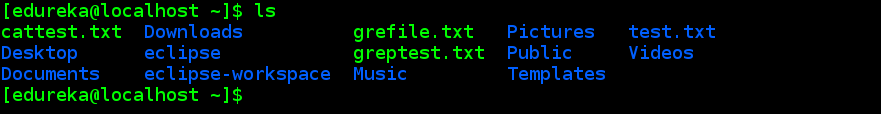 [edureka@localhost ~]$ ls
cattest.txt  Downloads          grefile.txt   Pictures   test.txt
Desktop      eclipse            greptest.txt  Public     Videos
Documents    eclipse-workspace  Music         Templates
[edureka@localhost ~]$